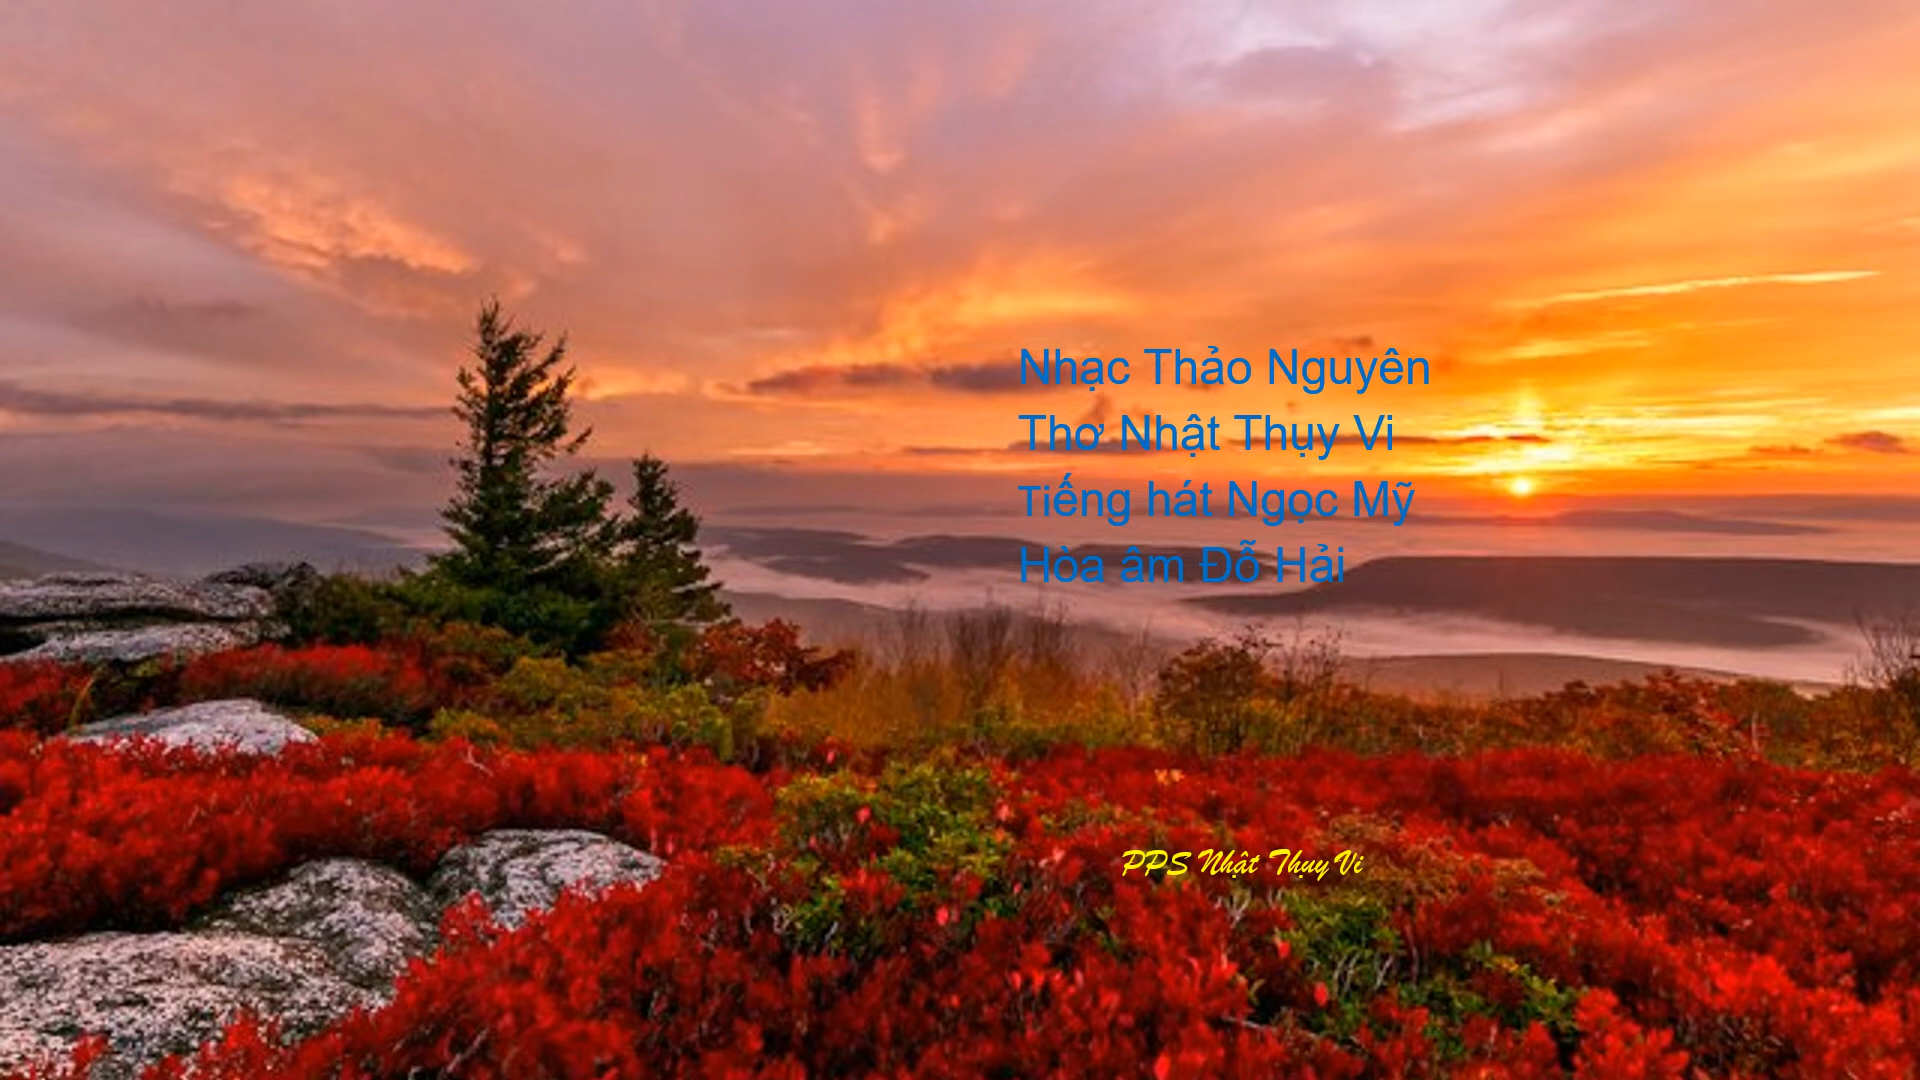 Nhạc Thảo Nguyên
Thơ Nhật Thụy Vi
Tiếng hát Ngọc Mỹ
Hòa âm Đỗ Hải
PPS Nhật Thụy Vi